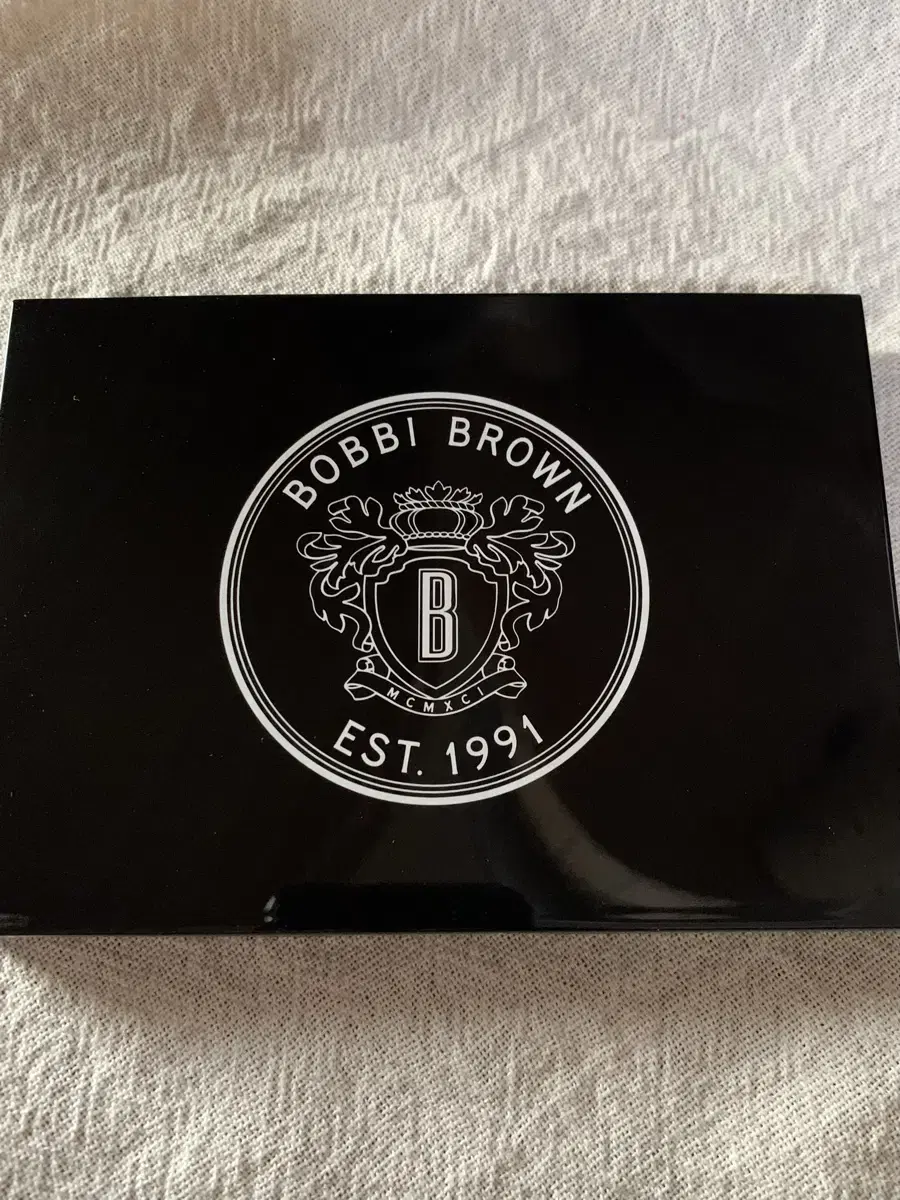 BOBBI BROWN
B
MCMXCI
EST. 1991